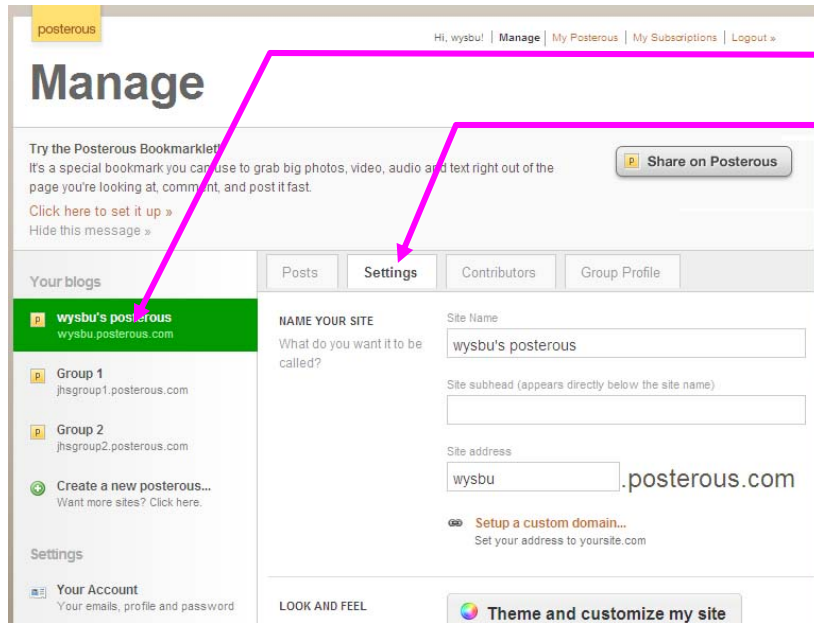 posterous
Hi, wysbu! | Manage | My Posterous | My Subscriptions | Logout »
Manage
Try the Posterous Bookmarklet!
It's a special bookmark you can use to grab big photos, video, audio and text right out of the
page you're looking at, comment, and post it fast.
Click here to set it up »
Hide this message »
P Share on Posterous
Your blogs
P wysbu's posterous
wysbu.posterous.com
P Group 1
jhsgroup1.posterous.com
P Group 2
jhsgroup2.posterous.com
Create a new posterous...
Want more sites? Click here.
Settings
Your Account
Your emails, profile and password
Posts Settings Contributors Group Profile
NAME YOUR SITE
What do you want it to be
called?
Site Name
wysbu's posterous
Site subhead (appears directly below the site name)
Site address
wysbu .posterous.com
Setup a custom domain...
Set your address to yoursite.com
LOOK AND FEEL
Theme and customize my site